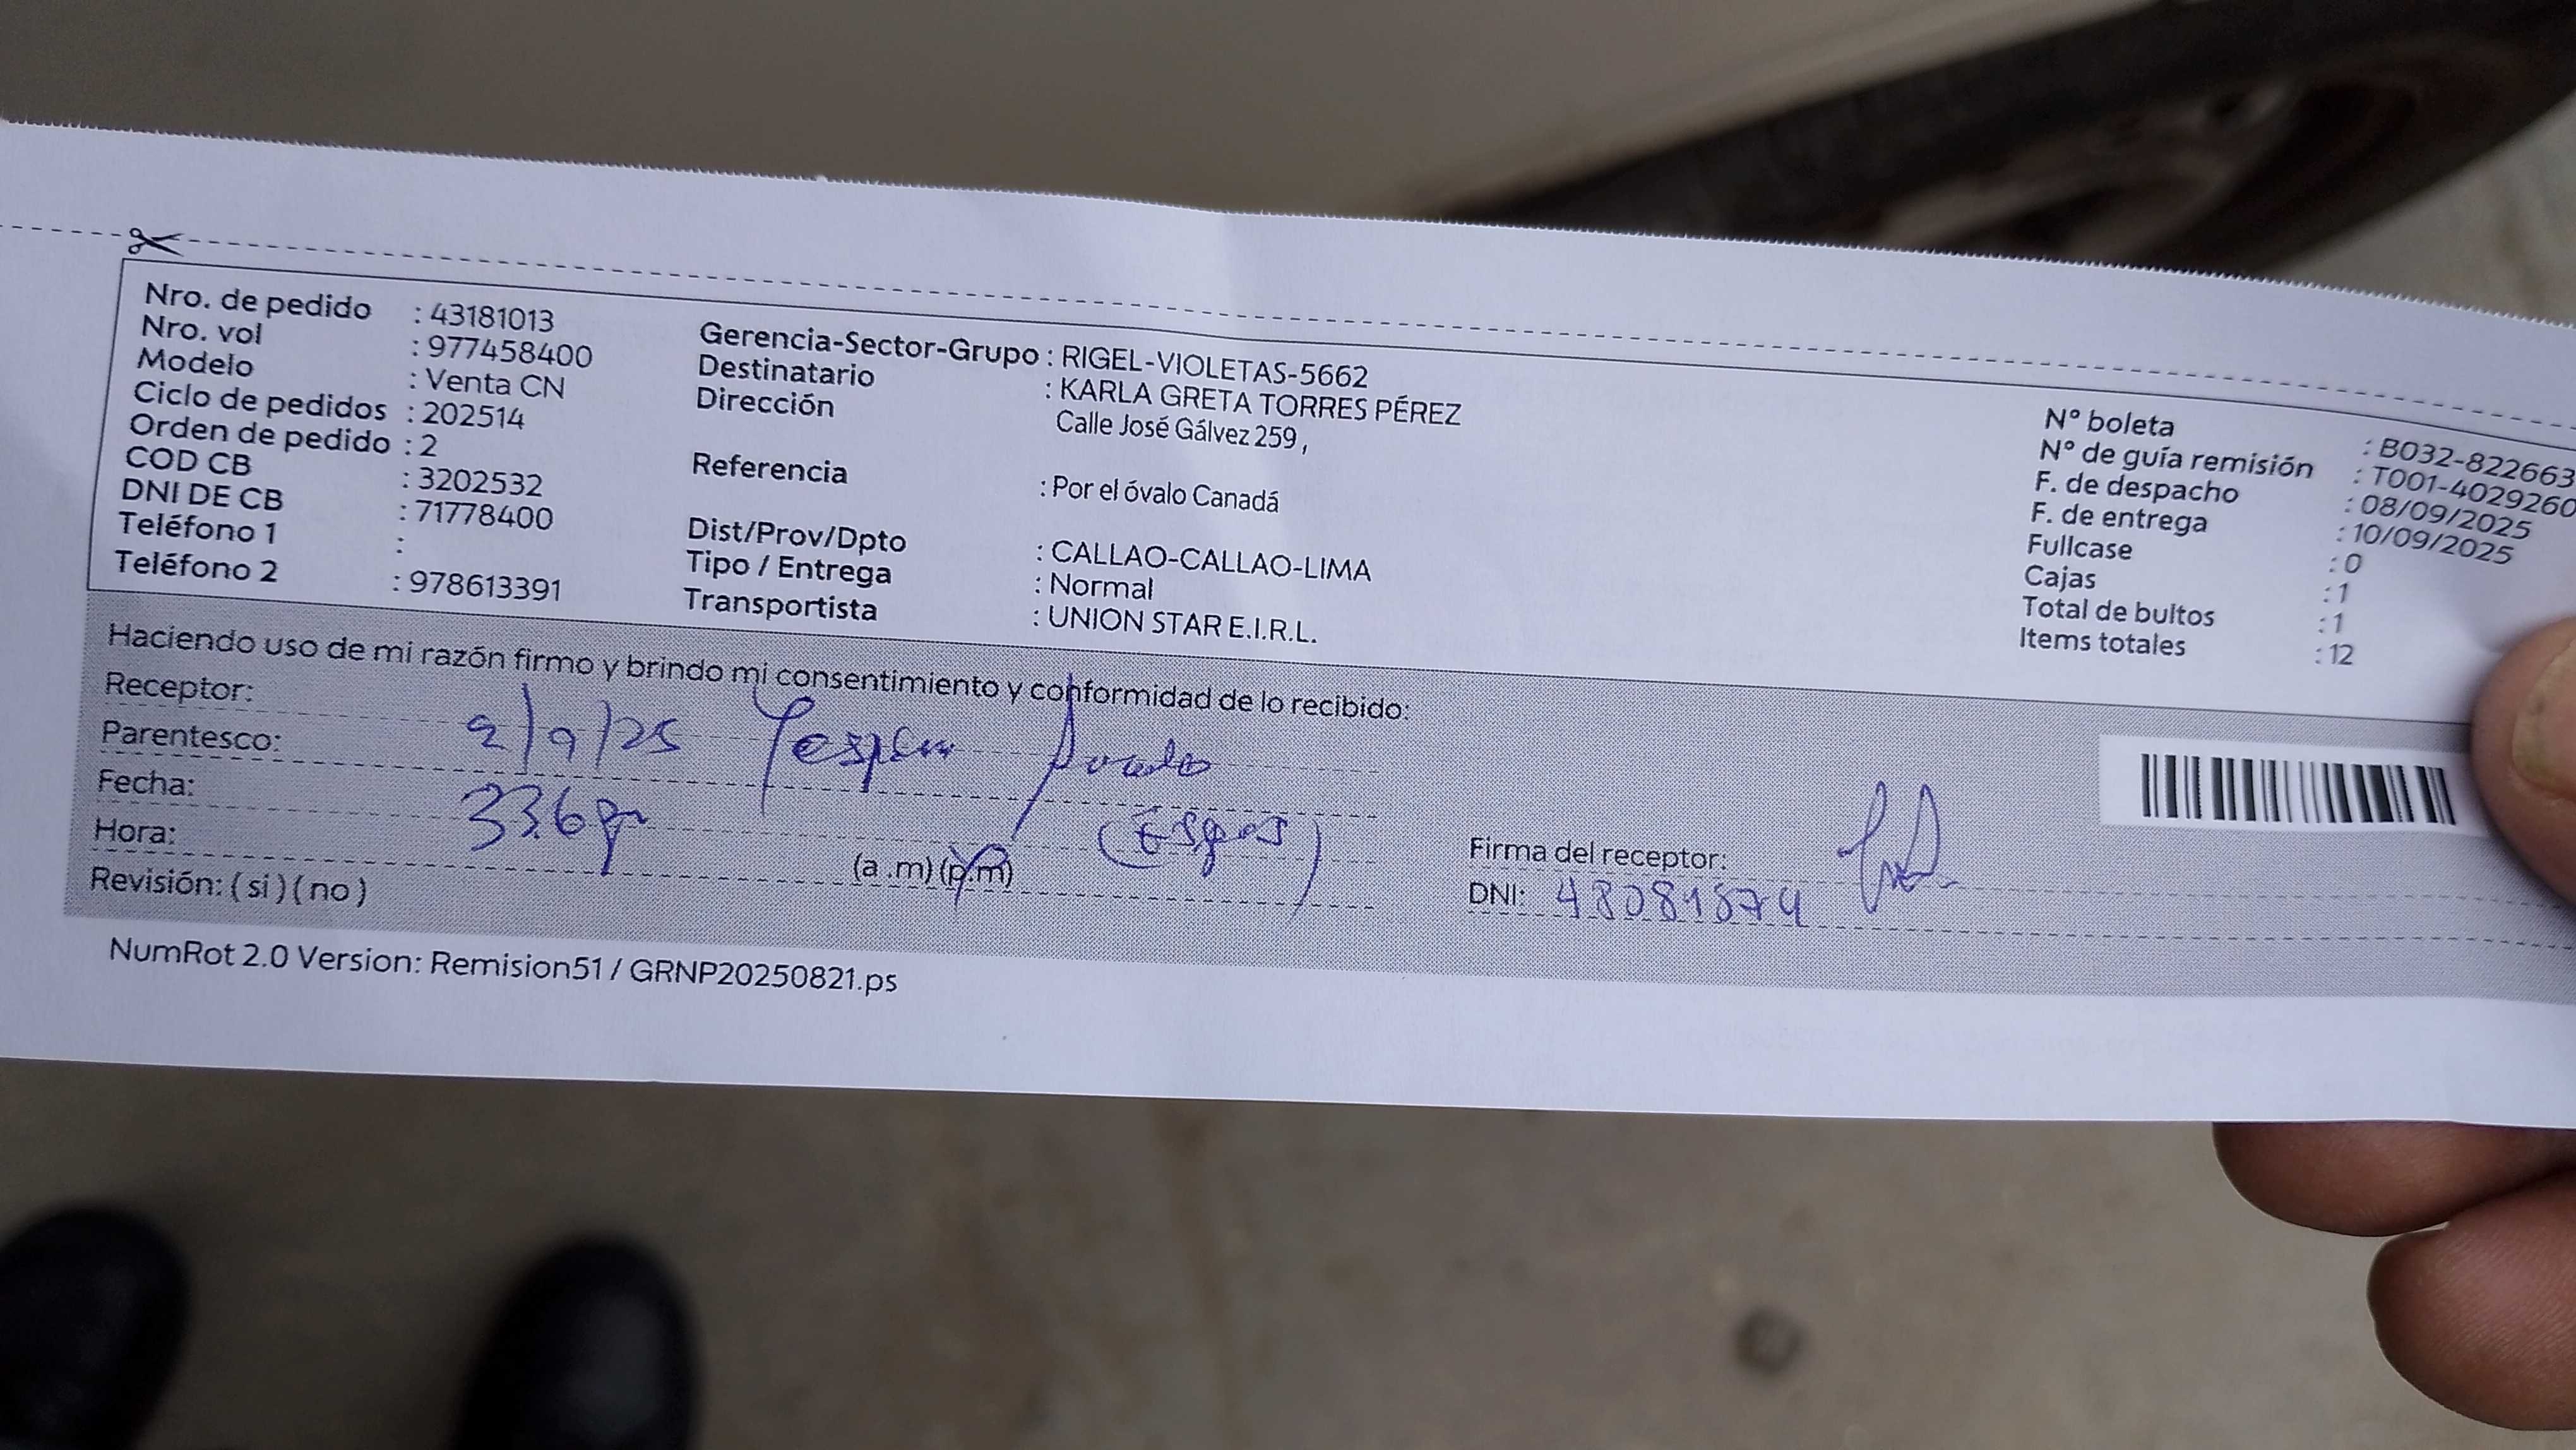 Nro. de pedido : 43181013
Nro. vol : 977458400
Modelo : Venta CN
Ciclo de pedidos : 202514
Orden de pedido : 2
COD CB : 3202532
DNI DE CB : 71778400
Teléfono 1 :
Teléfono 2 : 978613391
Gerencia-Sector-Grupo : RIGEL-VIOLETAS-5662
Destinatario : KARLA GRETA TORRES PÉREZ
Dirección Calle José Gálvez 259 ,
Referencia : Por el óvalo Canadá
Dist/Prov/Dpto : CALLAO-CALLAO-LIMA
Tipo / Entrega : Normal
Transportista : UNION STAR E.I.R.L.
N° boleta : B032-822663
N° de guía remisión : T001-4029260
F. de despacho : 08/09/2025
F. de entrega : 10/09/2025
Fullcase : 0
Cajas : 1
Total de bultos : 1
Items totales : 12
Haciendo uso de mi razón firmo y brindo mi consentimiento y conformidad de lo recibido:
Receptor:
Parentesco: 9/9/25
Fecha: 336 pm
Hora: (a .m) (p.m)
Revisión: ( si ) ( no )
Firma del receptor:
DNI: 48081874
NumRot 2.0 Version: Remision51 / GRNP20250821.ps